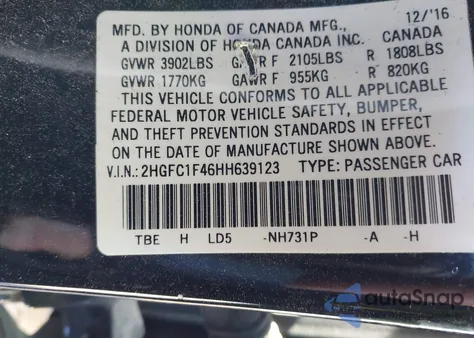 MFD. BY HONDA OF CANADA MFG., 12/'16
A DIVISION OF HONDA CANADA INC. CANADA
GVWR 3902LBS GAWR F 2105LBS R 1808LBS
GVWR 1770KG GAWR F 955KG R 820KG
THIS VEHICLE CONFORMS TO ALL APPLICABLE
FEDERAL MOTOR VEHICLE SAFETY, BUMPER,
AND THEFT PREVENTION STANDARDS IN EFFECT
ON DATE OF MANUFACTURE SHOWN ABOVE.
V.I.N.: 2HGFC1F46HH639123 TYPE: PASSENGER CAR
TBE H LD5 -NH731P -A -H
autoSnap